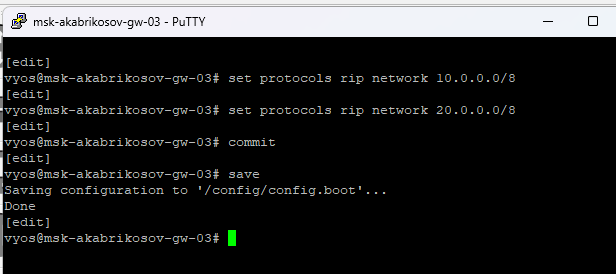 msk-akabrikosov-gw-03 - PuTTY
[edit]
vyos@msk-akabrikosov-gw-03# set protocols rip network 10.0.0.0/8
[edit]
vyos@msk-akabrikosov-gw-03# set protocols rip network 20.0.0.0/8
[edit]
vyos@msk-akabrikosov-gw-03# commit
[edit]
vyos@msk-akabrikosov-gw-03# save
Saving configuration to '/config/config.boot'...
Done
[edit]
vyos@msk-akabrikosov-gw-03#